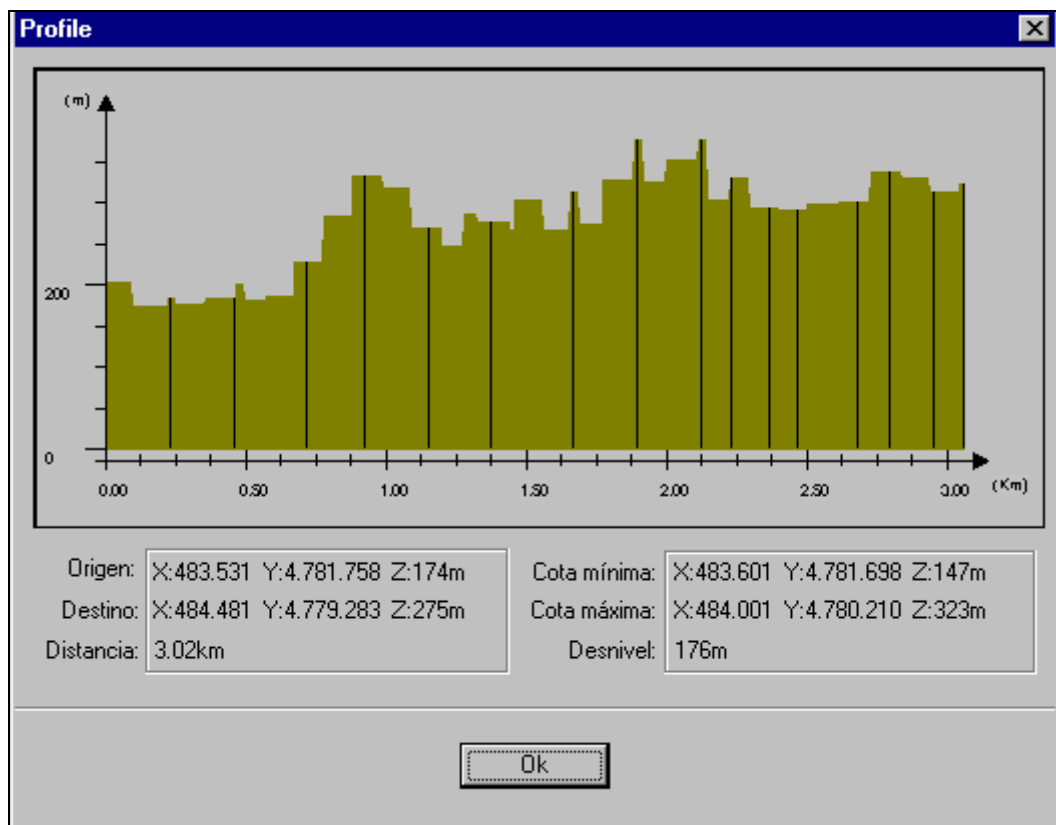 Profile
(m)
200
0
0.00 0.50 1.00 1.50 2.00 2.50 3.00 (Km)
Origen: X:483.531 Y:4.781.758 Z:174m
Destino: X:484.481 Y:4.779.283 Z:275m
Distancia: 3.02km
Cota mínima: X:483.601 Y:4.781.698 Z:147m
Cota máxima: X:484.001 Y:4.780.210 Z:323m
Desnivel: 176m
Ok